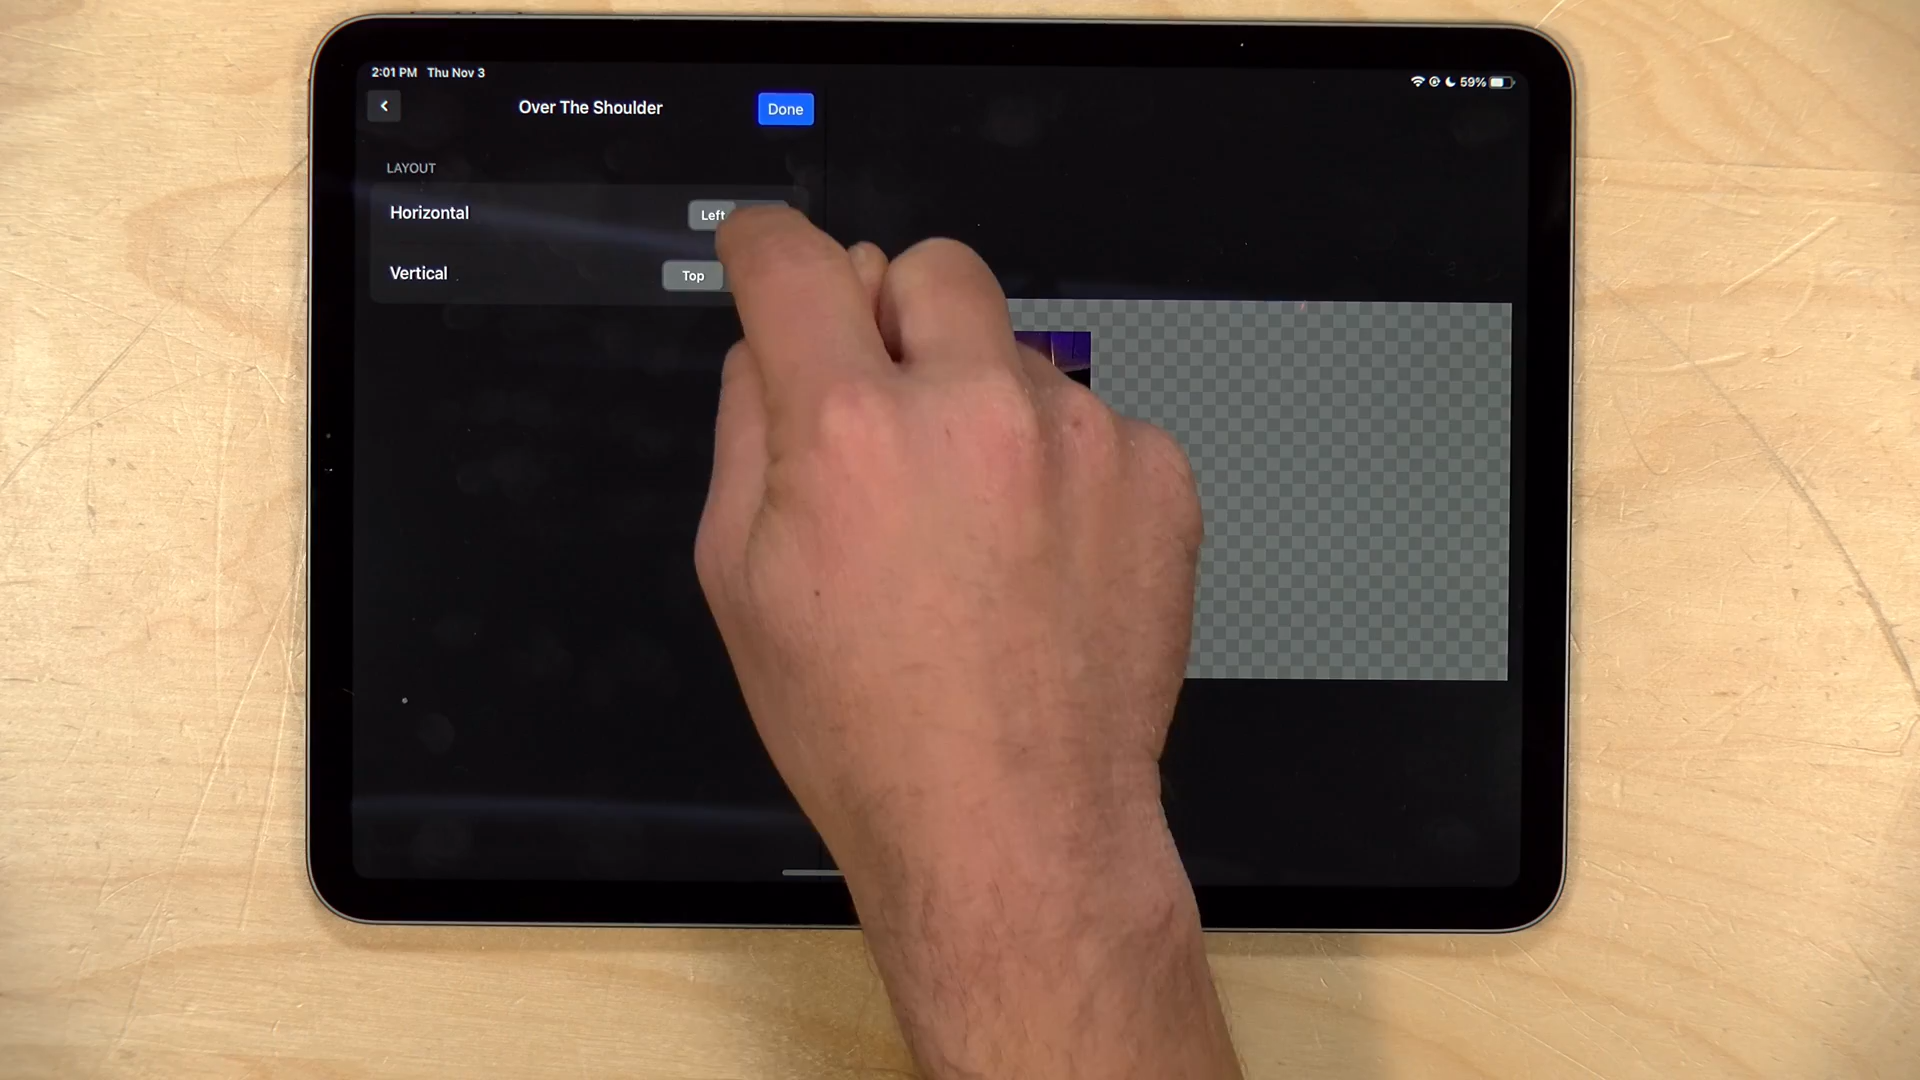 2:01 PM Thu Nov 3
59%
Over The Shoulder
Done
LAYOUT
Horizontal
Left
Vertical
Top